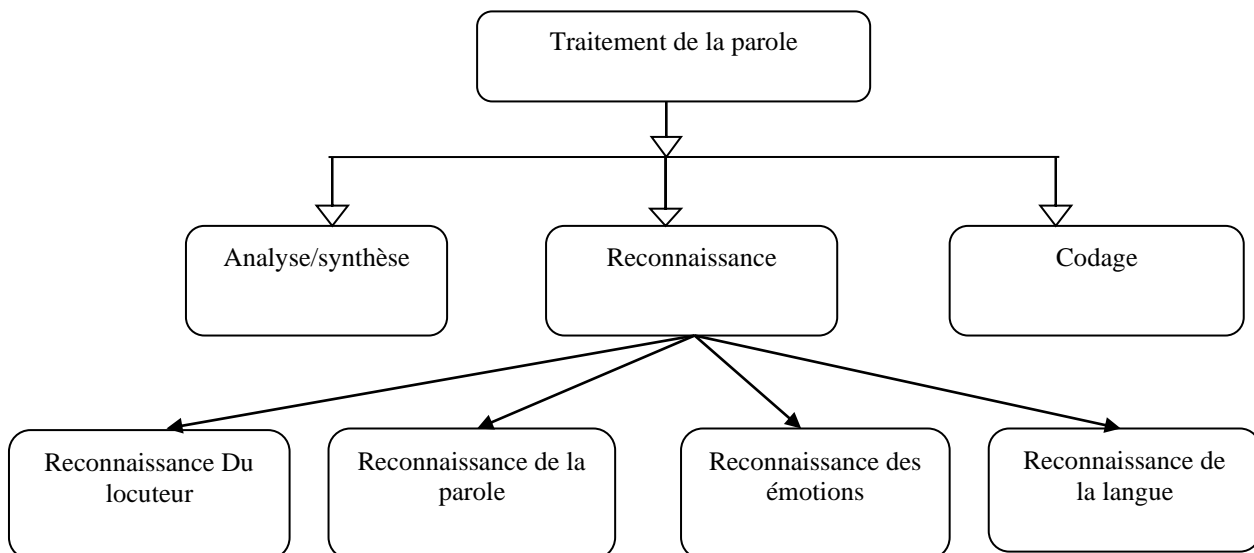 Traitement de la parole
Analyse/synthèse
Reconnaissance
Codage
Reconnaissance Du
locuteur
Reconnaissance de la
parole
Reconnaissance des
émotions
Reconnaissance de
la langue